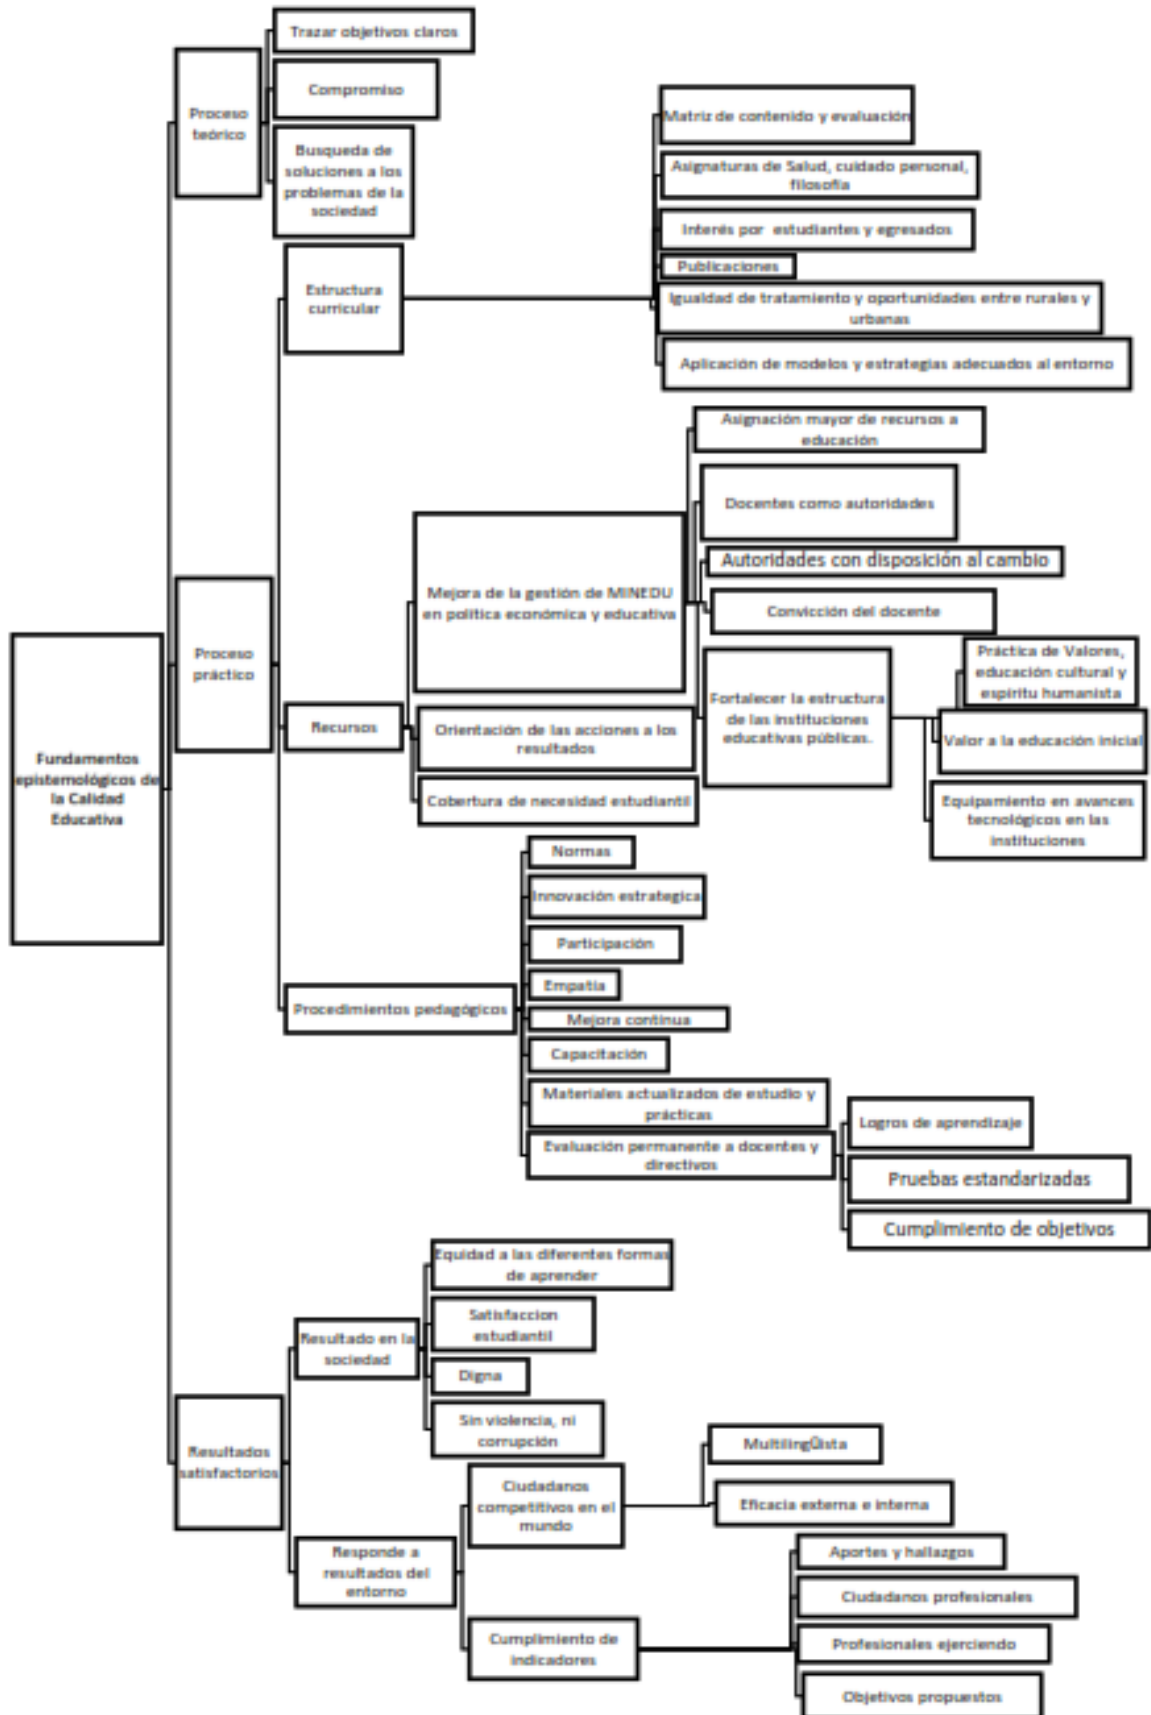 Trazar objetivos claros
Compromiso
Proceso
teórico
Busqueda de
soluciones a los
problemas de la
sociedad
Matriz de contenido y evaluación
Asignaturas de Salud, cuidado personal,
filosofía
Interés por estudiantes y egresados
Publicaciones
Estructura
curricular
Igualdad de tratamiento y oportunidades entre rurales y
urbanas
Aplicación de modelos y estrategias adecuados al entorno
Asignación mayor de recursos a
educación
Docentes como autoridades
Autoridades con disposición al cambio
Mejora de la gestión de MINEDU
en política económica y educativa
Convicción del docente
Proceso
práctico
Práctica de Valores,
educación cultural y
espíritu humanista
Fortalecer la estructura
de las instituciones
educativas públicas.
Recursos
Orientación de las acciones a los
resultados
Valor a la educación inicial
Fundamentos
epistemológicos de
la Calidad
Educativa
Cobertura de necesidad estudiantil
Equipamiento en avances
tecnológicos en las
instituciones
Normas
Innovación estrategica
Participación
Empatía
Procedimientos pedagógicos
Mejora continua
Capacitación
Materiales actualizados de estudio y
prácticas
Evaluación permanente a docentes y
directivos
Logros de aprendizaje
Pruebas estandarizadas
Cumplimiento de objetivos
Equidad a las diferentes formas
de aprender
Satisfaccion
estudiantil
Resultado en la
sociedad
Digna
Sin violencia, ni
corrupción
Resultados
satisfactorios
Multilingüista
Ciudadanos
competitivos en el
mundo
Eficacia externa e interna
Responde a
resultados del
entorno
Aportes y hallazgos
Ciudadanos profesionales
Cumplimiento de
indicadores
Profesionales ejerciendo
Objetivos propuestos